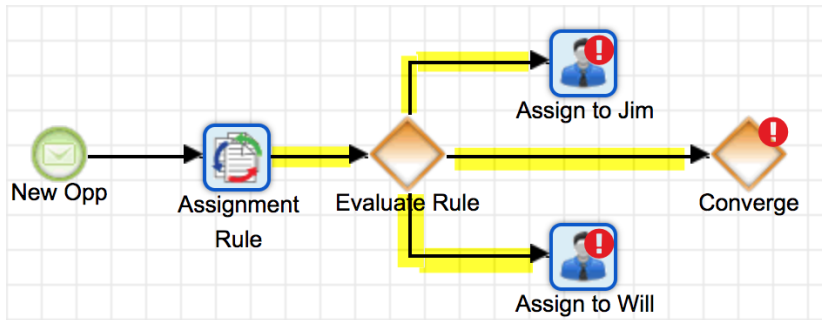 Assign to Jim
New Opp
Assignment
Rule
Evaluate Rule
Converge
Assign to Will